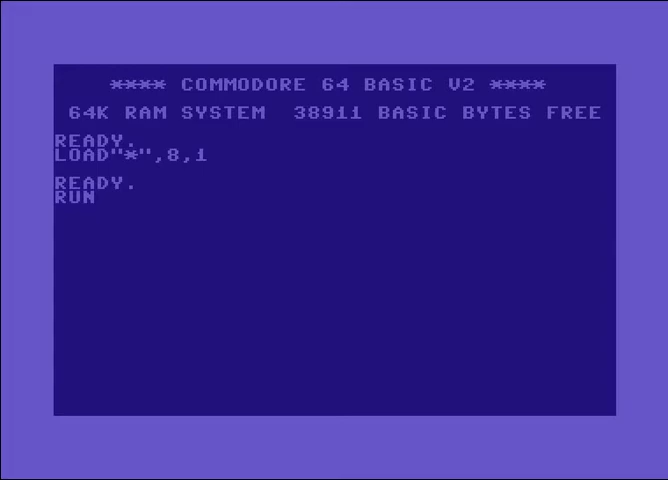 **** COMMODORE 64 BASIC V2 ****
64K RAM SYSTEM  38911 BASIC BYTES FREE
READY.
LOAD"*",8,1
READY.
RUN